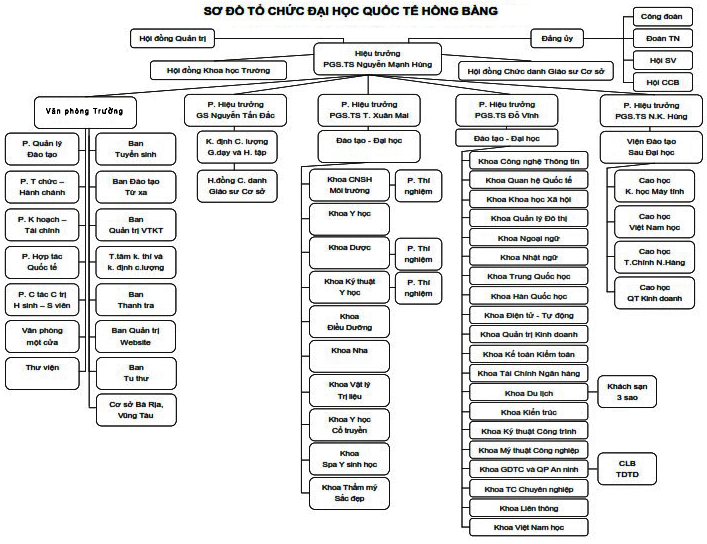 SƠ ĐỒ TỔ CHỨC ĐẠI HỌC QUỐC TẾ HỒNG BÀNG
Công đoàn
Hội đồng Quản trị
Hiệu trưởng
PGS.TS Nguyễn Mạnh Hùng
Đảng ủy
Đoàn TN
Hội SV
Hội CCB
Hội đồng Khoa học Trường
Hội đồng Chức danh Giáo sư Cơ sở
Văn phòng Trường
P. Hiệu trưởng
GS Nguyễn Tấn Đắc
P. Hiệu trưởng
PGS.TS T. Xuân Mai
P. Hiệu trưởng
PGS.TS Đỗ Vĩnh
P. Hiệu trưởng
PGS.TS N.K. Hùng
P. Quản lý
Đào tạo
P. T chức –
Hành chánh
P. K hoạch –
Tài chính
P. Hợp tác
Quốc tế
P. C tác C trị
H sinh – S viên
Văn phòng
một cửa
Thư viện
Ban
Tuyển sinh
Ban Đào tạo
Từ xa
Ban
Quản trị VTKT
T.tâm k. thí và
k. định c.lượng
Ban
Thanh tra
Ban Quản trị
Website
Ban
Tu thư
Cơ sở Bà Rịa,
Vũng Tàu
K. định C. lượng
G.dạy và H. tập
H.đồng C. danh
Giáo sư Cơ sở
Đào tạo - Đại học
Khoa CNSH
Môi trường
P. Thí
nghiệm
Khoa Y học
Khoa Dược
P. Thí
nghiệm
Khoa Kỹ thuật
Y học
P. Thí
nghiệm
Khoa
Điều Dưỡng
Khoa Nha
Khoa Vật lý
Trị liệu
Khoa Y học
Cổ truyền
Khoa
Spa Y sinh học
Khoa Thẩm mỹ
Sắc đẹp
Đào tạo - Đại học
Khoa Công nghệ Thông tin
Khoa Quan hệ Quốc tế
Khoa Khoa học Xã hội
Khoa Quản lý Đô thị
Khoa Ngoại ngữ
Khoa Nhật ngữ
Khoa Trung Quốc học
Khoa Hàn Quốc học
Khoa Điện tử - Tự động
Khoa Quản trị Kinh doanh
Khoa Kế toán Kiểm toán
Khoa Tài Chính Ngân hàng
Khoa Du lịch
Khách sạn
3 sao
Khoa Kiến trúc
Khoa Kỹ thuật Công trình
Khoa Mỹ thuật Công nghiệp
Khoa GDTC và QP An ninh
CLB
TDTD
Khoa TC Chuyên nghiệp
Khoa Liên thông
Khoa Việt Nam học
Viện Đào tạo
Sau Đại học
Cao học
K. học Máy tính
Cao học
Việt Nam học
Cao học
T.Chính N.Hàng
Cao học
QT Kinh doanh